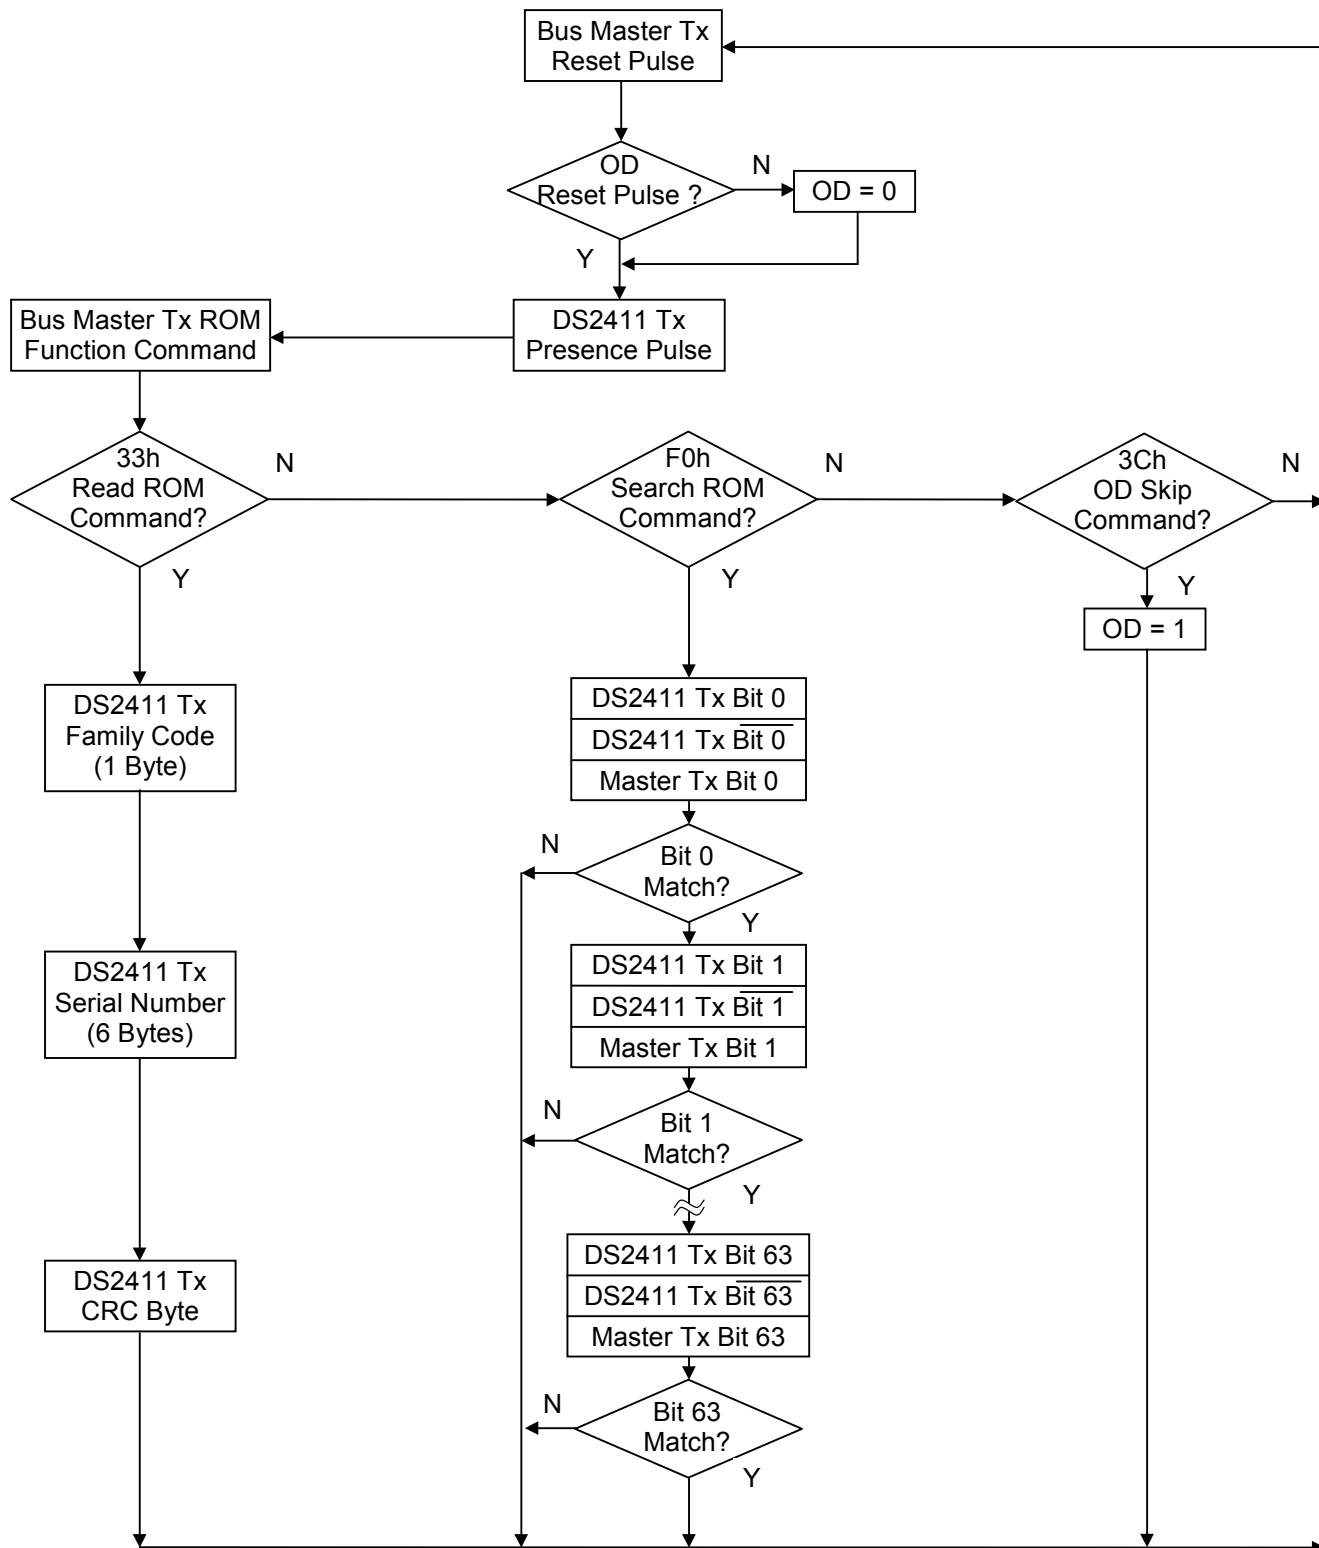 Bus Master Tx
Reset Pulse
OD
Reset Pulse ?
N
OD = 0
Y
Bus Master Tx ROM
Function Command
DS2411 Tx
Presence Pulse
33h
Read ROM
Command?
N
Y
F0h
Search ROM
Command?
N
Y
3Ch
OD Skip
Command?
N
Y
OD = 1
DS2411 Tx
Family Code
(1 Byte)
DS2411 Tx
Serial Number
(6 Bytes)
DS2411 Tx
CRC Byte
DS2411 Tx Bit 0
DS2411 Tx B̅i̅t̅ ̅0̅
Master Tx Bit 0
Bit 0
Match?
N
Y
DS2411 Tx Bit 1
DS2411 Tx B̅i̅t̅ ̅1̅
Master Tx Bit 1
Bit 1
Match?
N
Y
DS2411 Tx Bit 63
DS2411 Tx B̅i̅t̅ ̅6̅3̅
Master Tx Bit 63
Bit 63
Match?
N
Y